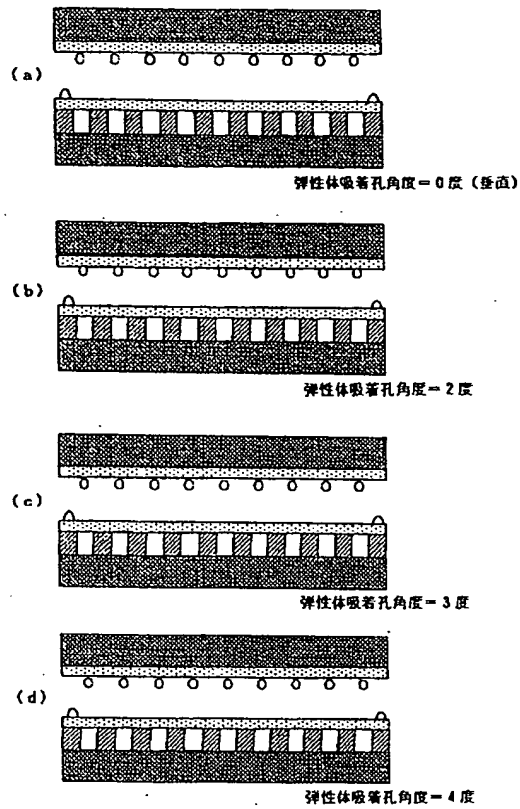 (a)
弾性体吸着孔角度＝0度（垂直）
(b)
弾性体吸着孔角度＝2度
(c)
弾性体吸着孔角度＝3度
(d)
弾性体吸着孔角度＝4度